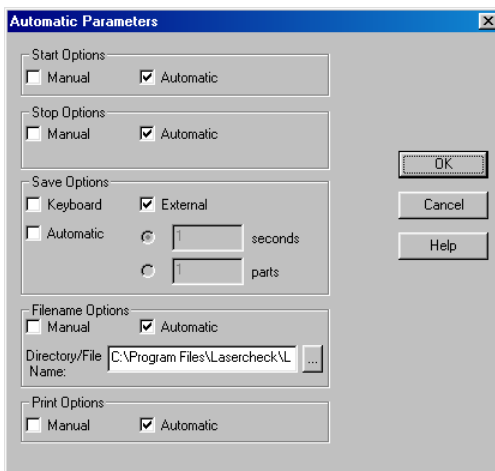 Automatic Parameters
Start Options
Manual Automatic
Stop Options
Manual Automatic
Save Options
Keyboard External
Automatic 1 seconds
1 parts
Filename Options
Manual Automatic
Directory/File Name: C:\Program Files\Lasercheck\L ...
Print Options
Manual Automatic
OK
Cancel
Help